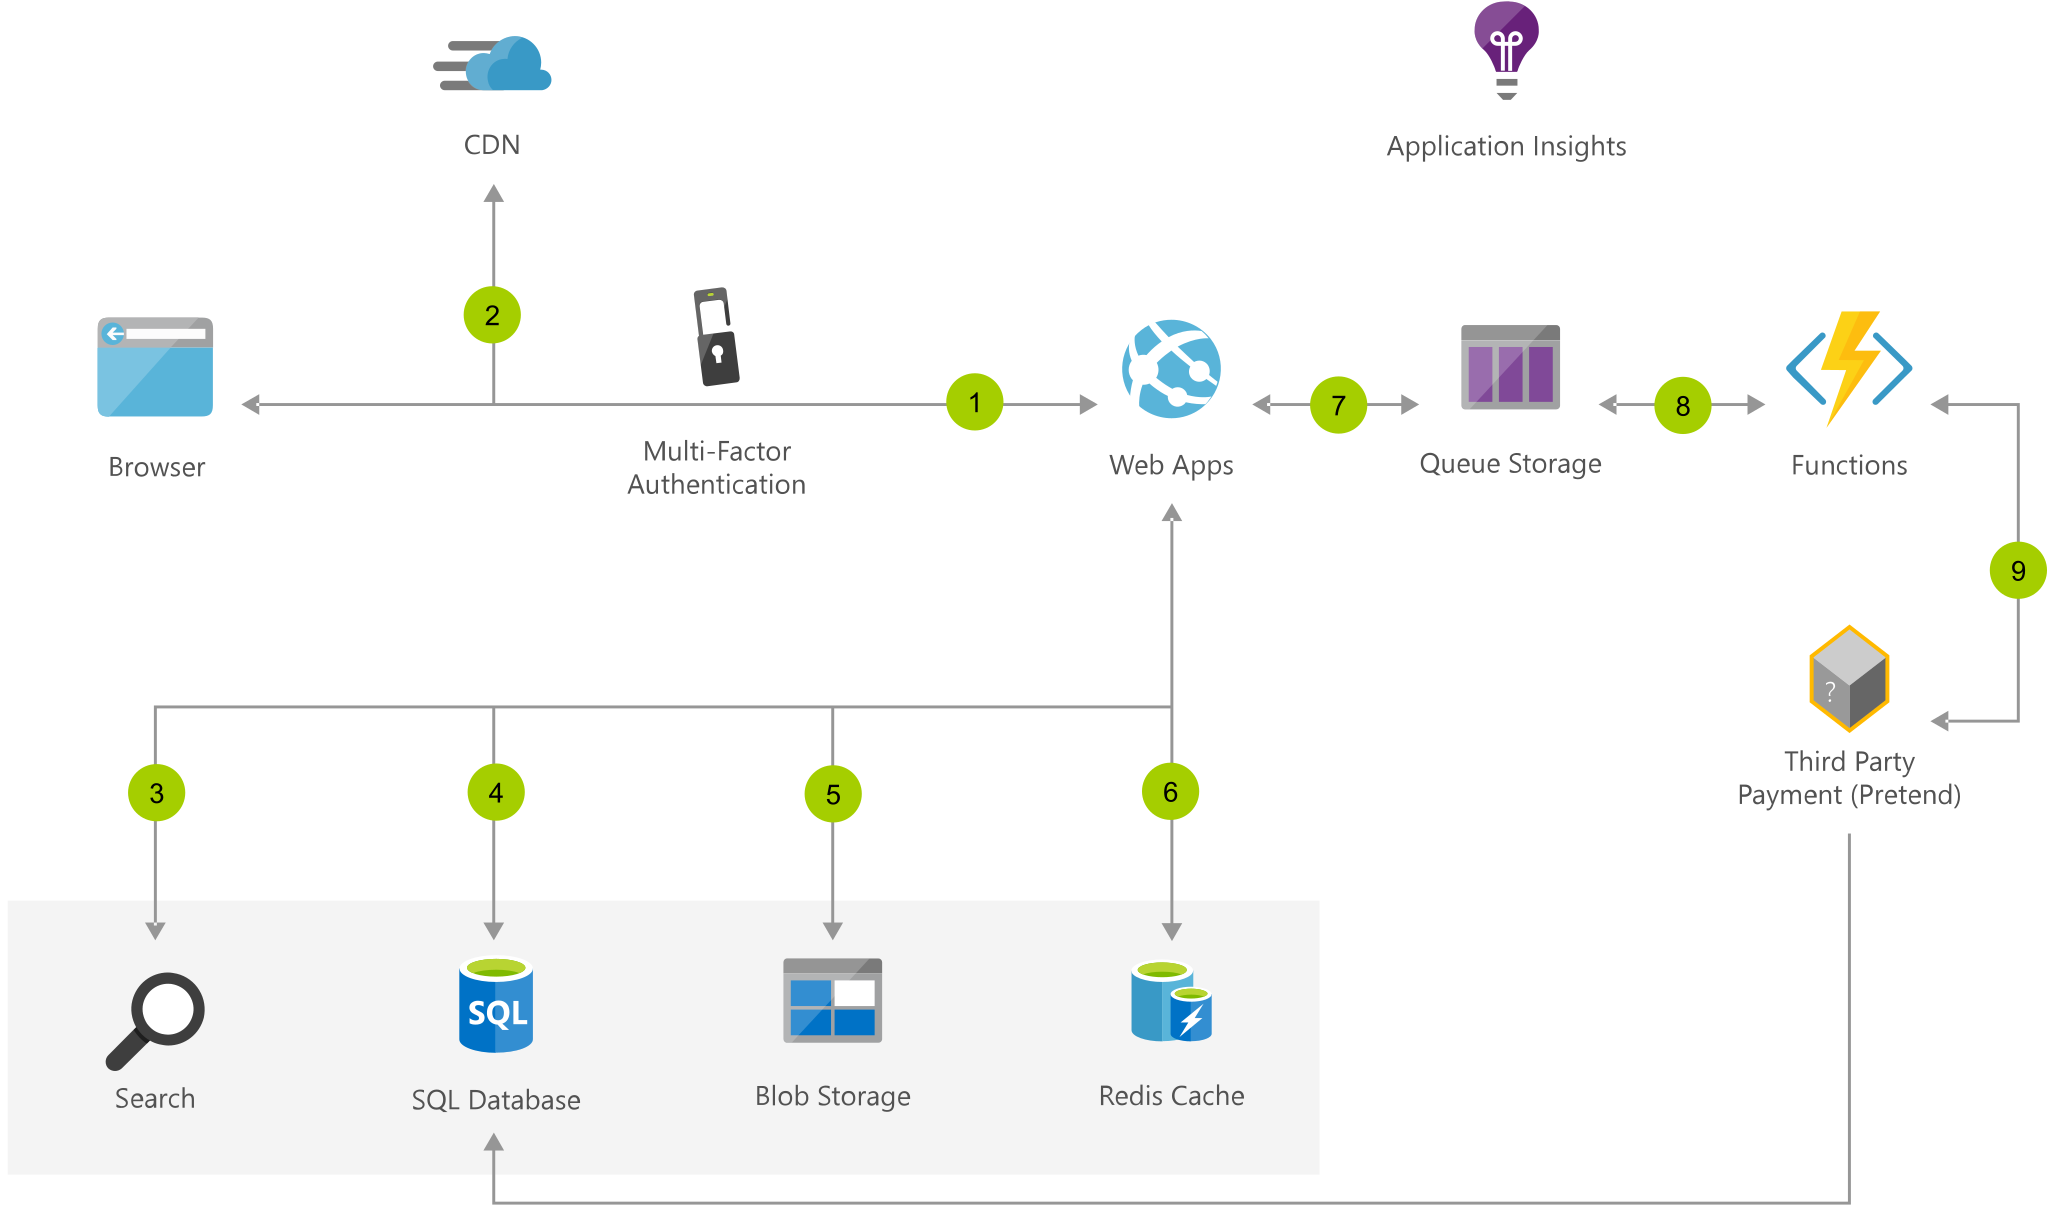 CDN
Application Insights
2
Browser
Multi-Factor
Authentication
1
Web Apps
7
Queue Storage
8
Functions
9
?
Third Party
Payment (Pretend)
3
4
5
6
Search
SQL
SQL Database
Blob Storage
Redis Cache